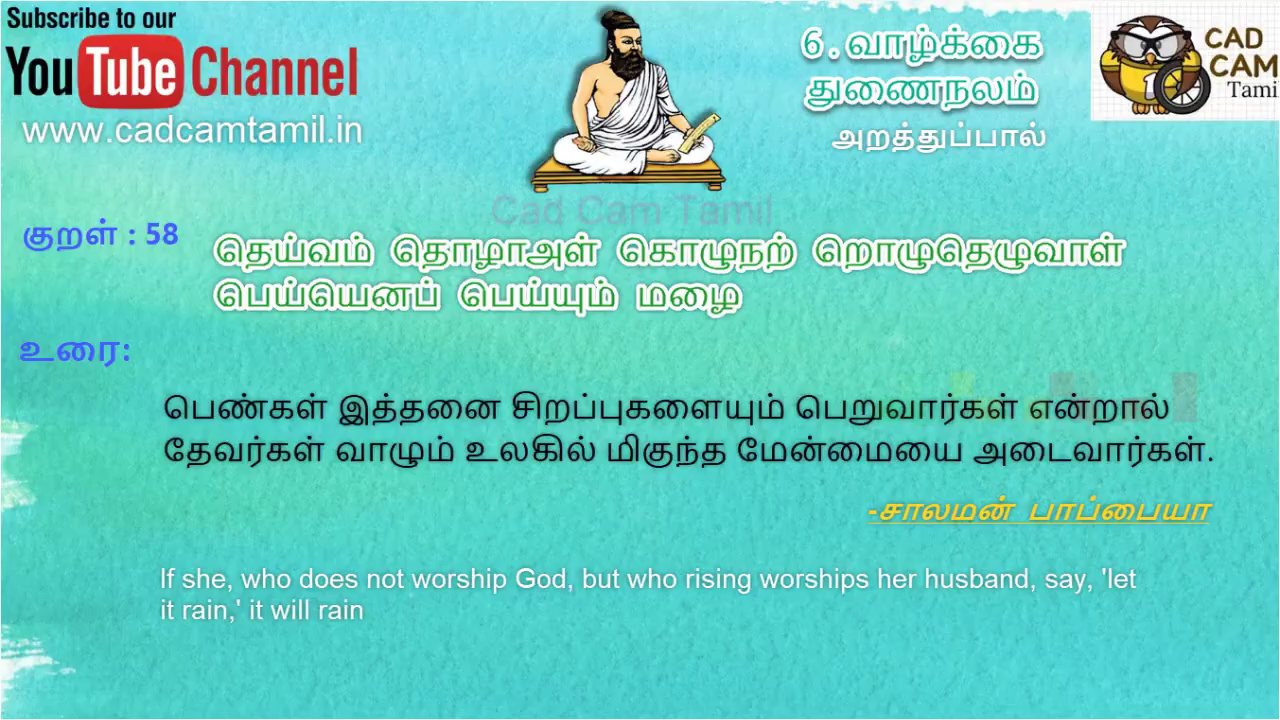 Subscribe to our
YouTube Channel
www.cadcamtamil.in
6.வாழ்க்கை
துணைநலம்
அறத்துப்பால்
CAD
CAM
Tami
Cad Cam Tamil
குறள் : 58
தெய்வம் தொழாஅள் கொழுநற் றொழுதெழுவாள்
பெய்யெனப் பெய்யும் மழை
உரை:
பெண்கள் இத்தனை சிறப்புகளையும் பெறுவார்கள் என்றால்
தேவர்கள் வாழும் உலகில் மிகுந்த மேன்மையை அடைவார்கள்.
-சாலமன் பாப்பையா
If she, who does not worship God, but who rising worships her husband, say, 'let
it rain,' it will rain